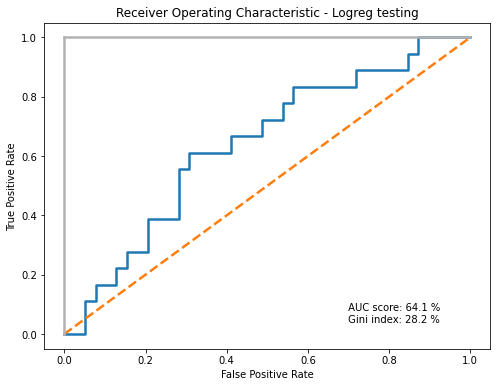 Receiver Operating Characteristic - Logreg testing
True Positive Rate
1.0
0.8
0.6
0.4
0.2
0.0
AUC score: 64.1 %
Gini index: 28.2 %
0.0 0.2 0.4 0.6 0.8 1.0
False Positive Rate